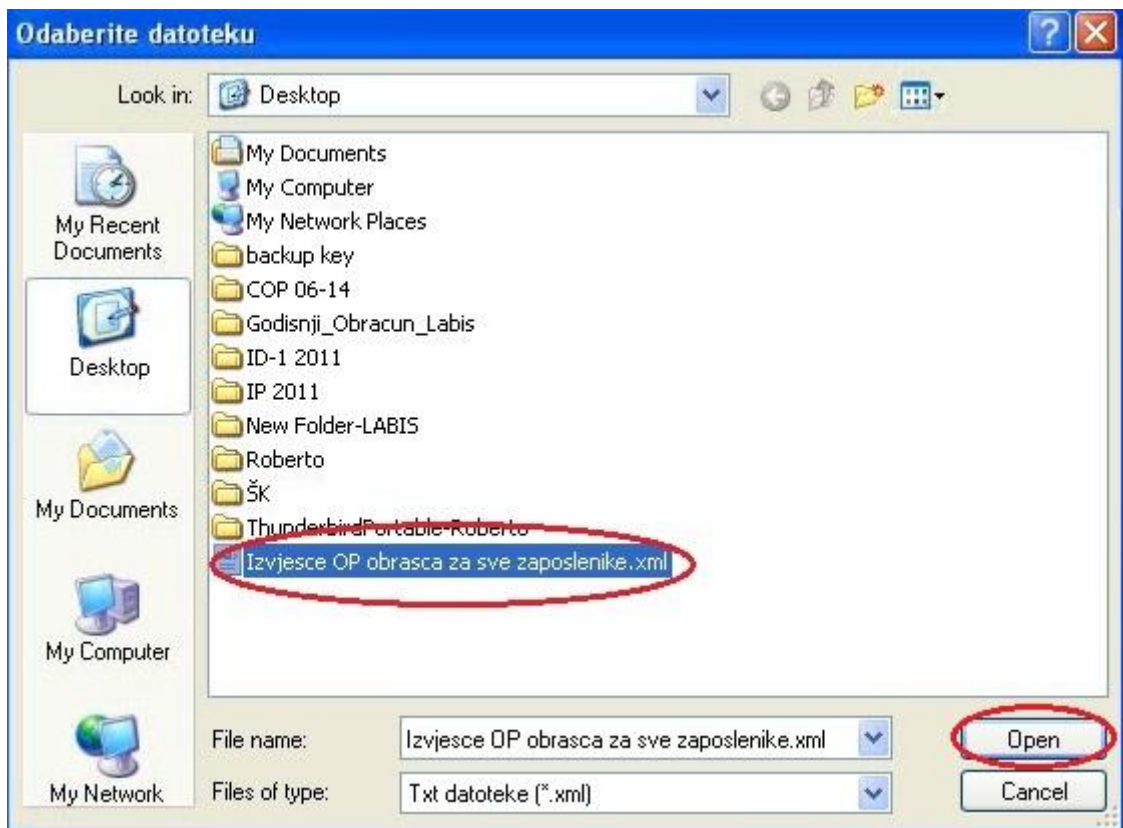 Odaberite datoteku
Look in:
Desktop
My Recent
Documents
Desktop
My Documents
My Computer
My Network
My Documents
My Computer
My Network Places
backup key
COP 06-14
Godisnji_Obracun_Labis
ID-1 2011
IP 2011
New Folder-LABIS
Roberto
ŠK
ThunderbirdPortable-Roberto
Izvjesce OP obrasca za sve zaposlenike.xml
File name:
Izvjesce OP obrasca za sve zaposlenike.xml
Open
Files of type:
Txt datoteke (*.xml)
Cancel